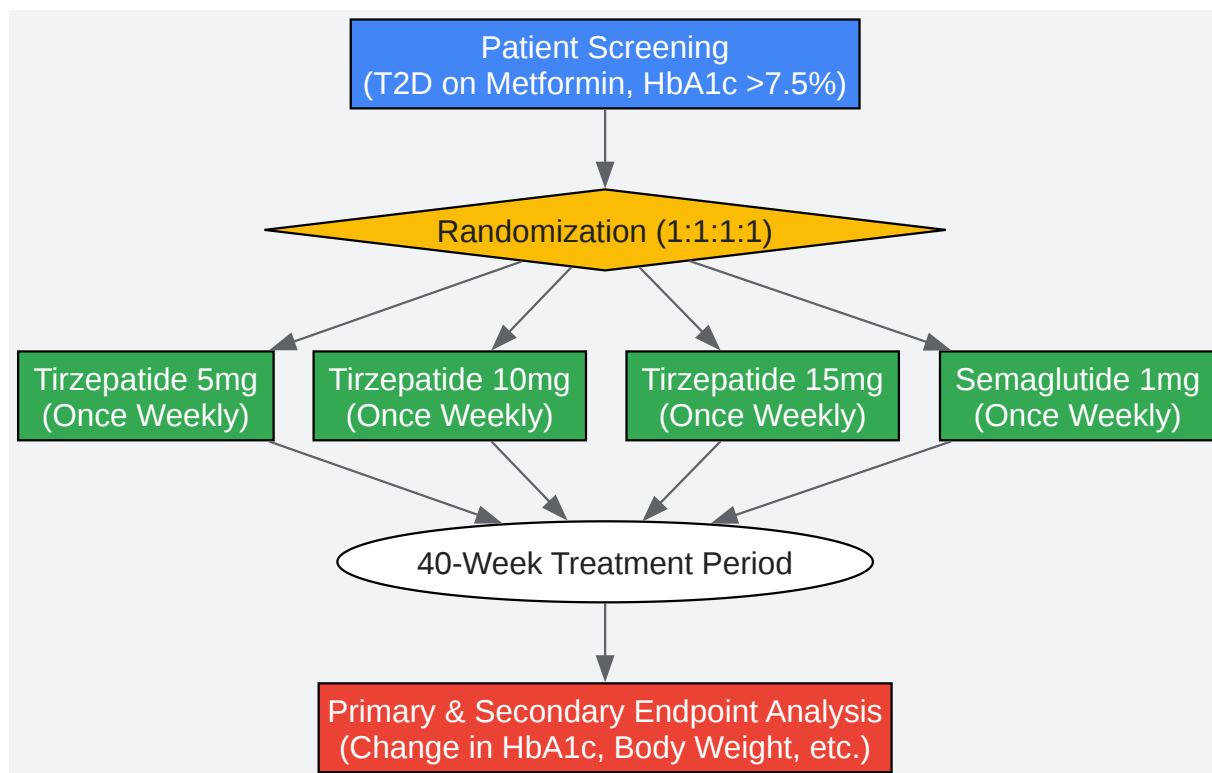 Patient Screening
(T2D on Metformin, HbA1c >7.5%)
Randomization (1:1:1:1)
Tirzepatide 5mg
(Once Weekly)
Tirzepatide 10mg
(Once Weekly)
Tirzepatide 15mg
(Once Weekly)
Semaglutide 1mg
(Once Weekly)
40-Week Treatment Period
Primary & Secondary Endpoint Analysis
(Change in HbA1c, Body Weight, etc.)